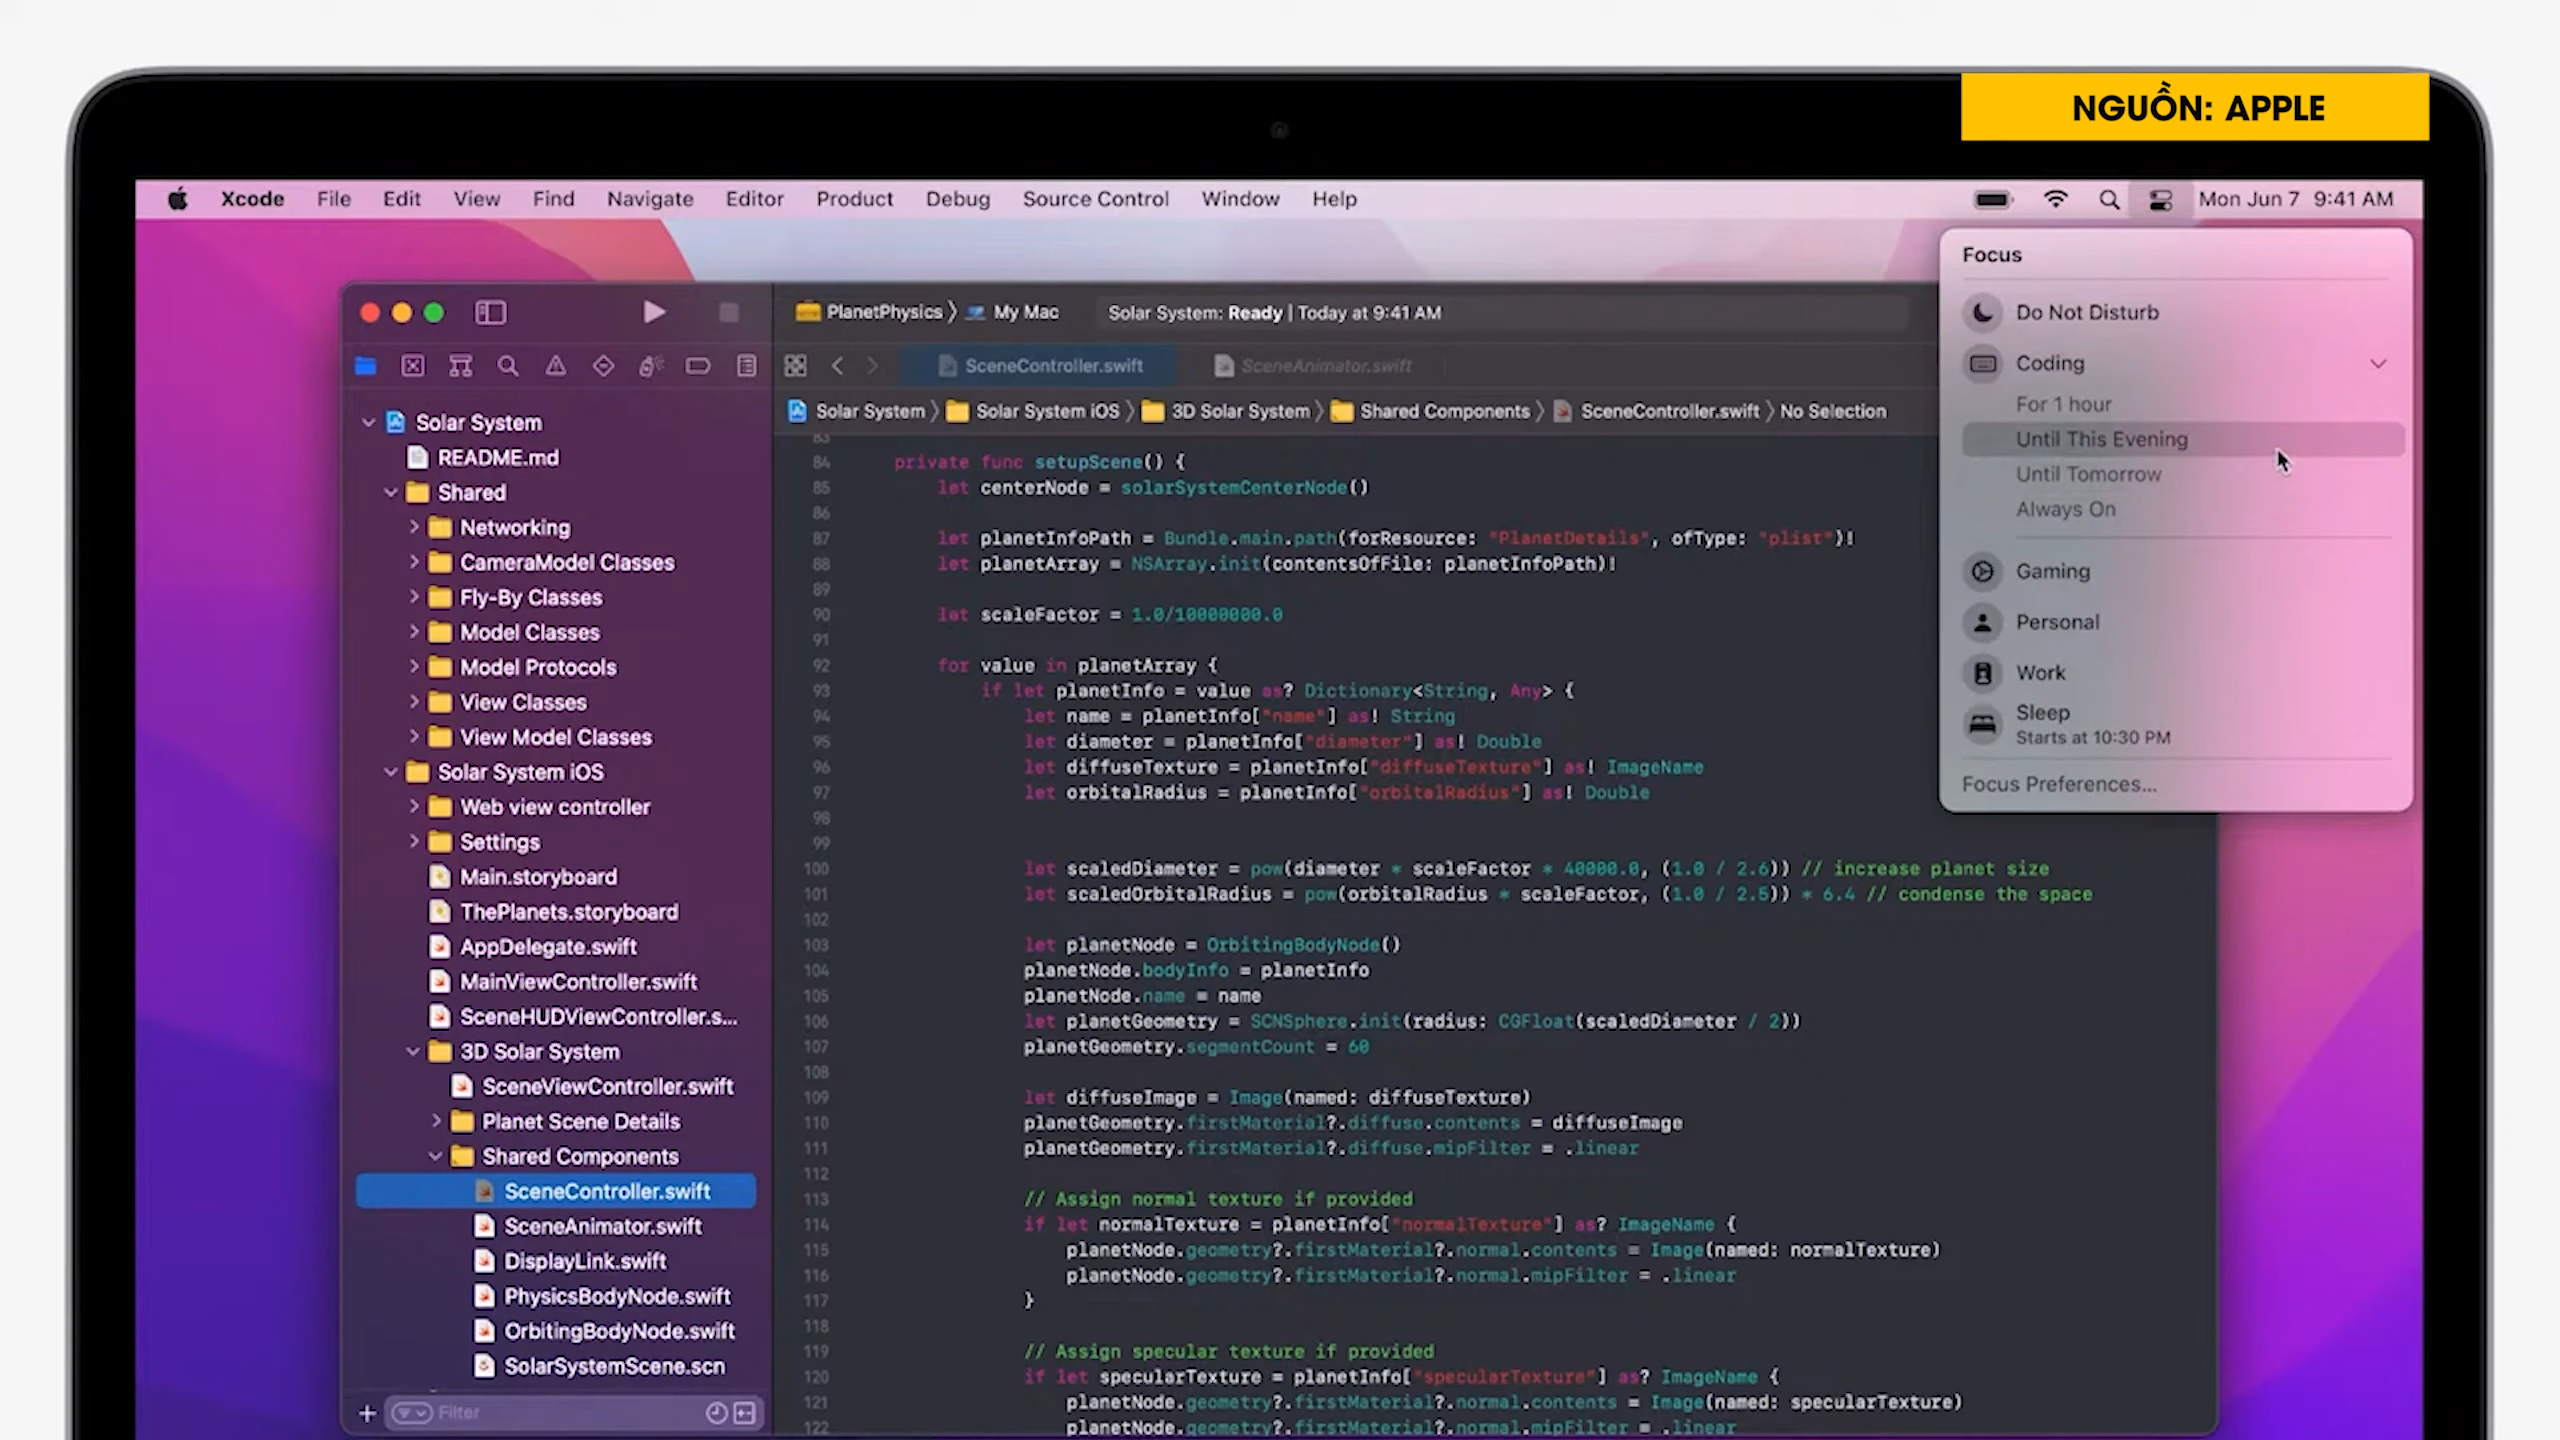 NGUỒN: APPLE
Xcode File Edit View Find Navigate Editor Product Debug Source Control Window Help Mon Jun 7 9:41 AM
PlanetPhysics 〉 My Mac Solar System: Ready | Today at 9:41 AM
SceneController.swift SceneAnimator.swift
Solar System 〉 Solar System iOS 〉 3D Solar System 〉 Shared Components 〉 SceneController.swift 〉 No Selection
Solar System
README.md
Shared
Networking
CameraModel Classes
Fly-By Classes
Model Classes
Model Protocols
View Classes
View Model Classes
Solar System iOS
Web view controller
Settings
Main.storyboard
ThePlanets.storyboard
AppDelegate.swift
MainViewController.swift
SceneHUDViewController.s...
3D Solar System
SceneViewController.swift
Planet Scene Details
Shared Components
SceneController.swift
SceneAnimator.swift
DisplayLink.swift
PhysicsBodyNode.swift
OrbitingBodyNode.swift
SolarSystemScene.scn
Filter
83
84 private func setupScene() {
85 let centerNode = solarSystemCenterNode()
86
87 let planetInfoPath = Bundle.main.path(forResource: "PlanetDetails", ofType: "plist")!
88 let planetArray = NSArray.init(contentsOfFile: planetInfoPath)!
89
90 let scaleFactor = 1.0/10000000.0
91
92 for value in planetArray {
93 if let planetInfo = value as? Dictionary<String, Any> {
94 let name = planetInfo["name"] as! String
95 let diameter = planetInfo["diameter"] as! Double
96 let diffuseTexture = planetInfo["diffuseTexture"] as! ImageName
97 let orbitalRadius = planetInfo["orbitalRadius"] as! Double
98
99
100 let scaledDiameter = pow(diameter * scaleFactor * 40000.0, (1.0 / 2.6)) // increase planet size
101 let scaledOrbitalRadius = pow(orbitalRadius * scaleFactor, (1.0 / 2.5)) * 6.4 // condense the space
102
103 let planetNode = OrbitingBodyNode()
104 planetNode.bodyInfo = planetInfo
105 planetNode.name = name
106 let planetGeometry = SCNSphere.init(radius: CGFloat(scaledDiameter / 2))
107 planetGeometry.segmentCount = 60
108
109 let diffuseImage = Image(named: diffuseTexture)
110 planetGeometry.firstMaterial?.diffuse.contents = diffuseImage
111 planetGeometry.firstMaterial?.diffuse.mipFilter = .linear
112
113 // Assign normal texture if provided
114 if let normalTexture = planetInfo["normalTexture"] as? ImageName {
115 planetNode.geometry?.firstMaterial?.normal.contents = Image(named: normalTexture)
116 planetNode.geometry?.firstMaterial?.normal.mipFilter = .linear
117 }
118
119 // Assign specular texture if provided
120 if let specularTexture = planetInfo["specularTexture"] as? ImageName {
121 planetNode.geometry?.firstMaterial?.normal.contents = Image(named: specularTexture)
122 planetNode.geometry?.firstMaterial?.normal.mipFilter = .linear
Focus
Do Not Disturb
Coding
For 1 hour
Until This Evening
Until Tomorrow
Always On
Gaming
Personal
Work
Sleep
Starts at 10:30 PM
Focus Preferences...